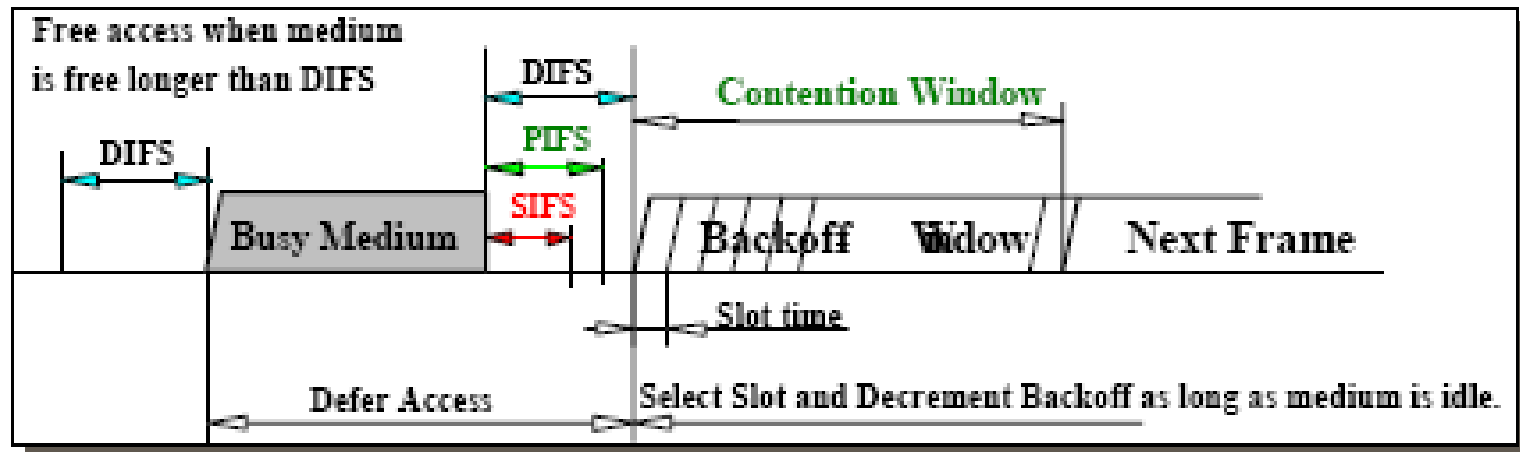 Free access when medium
is free longer than DIFS
DIFS
Contention Window
PIFS
DIFS
SIFS
Busy Medium
Backoff Window
Next Frame
Slot time
Defer Access
Select Slot and Decrement Backoff as long as medium is idle.